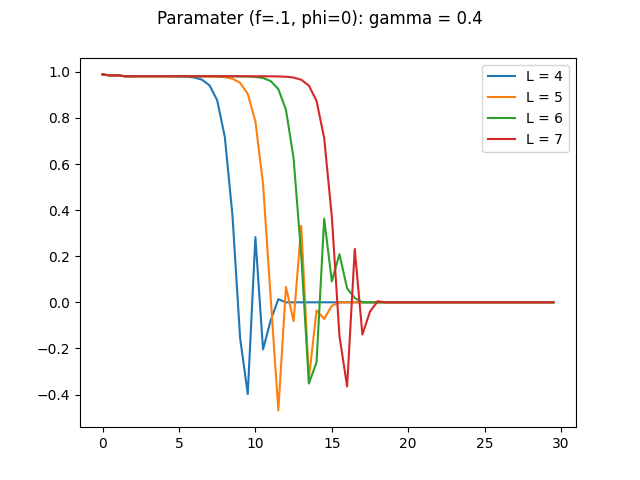 Paramater (f=.1, phi=0): gamma = 0.4
1.0
0.8
0.6
0.4
0.2
0.0
−0.2
−0.4
0 5 10 15 20 25 30
L = 4
L = 5
L = 6
L = 7